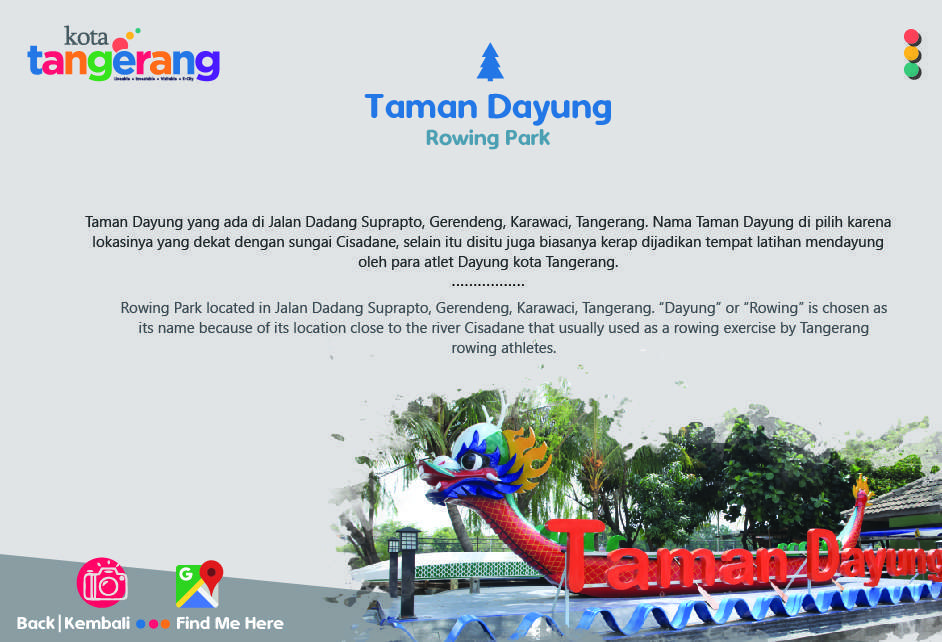 kota
tangerang
Liveable • Investable • Visitable • E-City
Taman Dayung
Rowing Park
Taman Dayung yang ada di Jalan Dadang Suprapto, Gerendeng, Karawaci, Tangerang. Nama Taman Dayung di pilih karena
lokasinya yang dekat dengan sungai Cisadane, selain itu disitu juga biasanya kerap dijadikan tempat latihan mendayung
oleh para atlet Dayung kota Tangerang.
.................
Rowing Park located in Jalan Dadang Suprapto, Gerendeng, Karawaci, Tangerang. “Dayung” or “Rowing” is chosen as
its name because of its location close to the river Cisadane that usually used as a rowing exercise by Tangerang
rowing athletes.
Taman Dayung
G
Back|Kembali ●●● Find Me Here